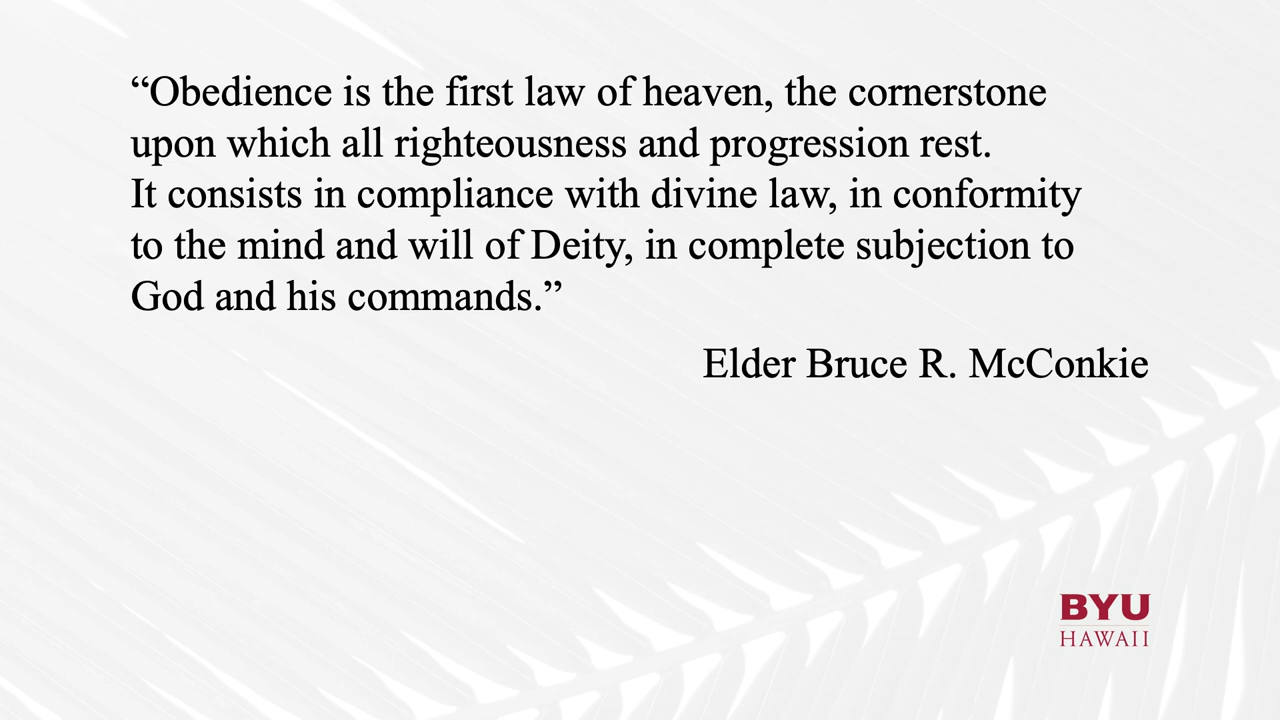 “Obedience is the first law of heaven, the cornerstone
upon which all righteousness and progression rest.
It consists in compliance with divine law, in conformity
to the mind and will of Deity, in complete subjection to
God and his commands.”
Elder Bruce R. McConkie
BYU
HAWAII